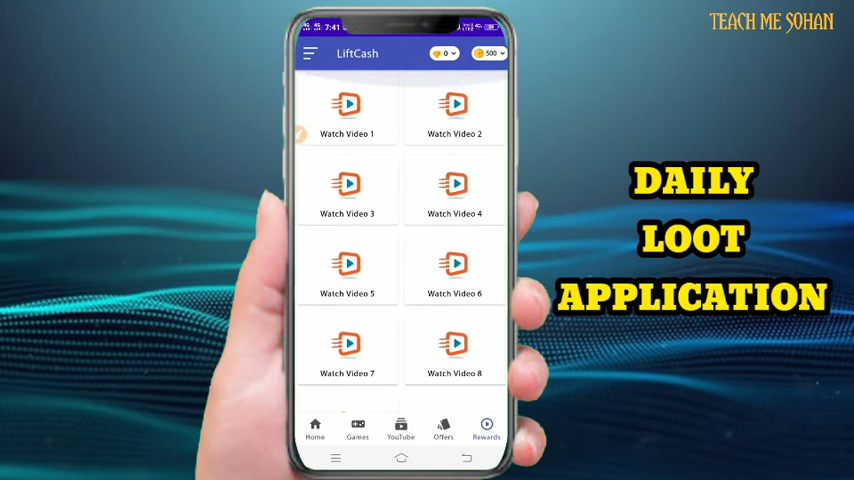 TEACH ME SOHAN
7:41
LiftCash
0
500
Watch Video 1
Watch Video 2
Watch Video 3
Watch Video 4
Watch Video 5
Watch Video 6
Watch Video 7
Watch Video 8
Home
Games
YouTube
Offers
Rewards
DAILY
LOOT
APPLICATION